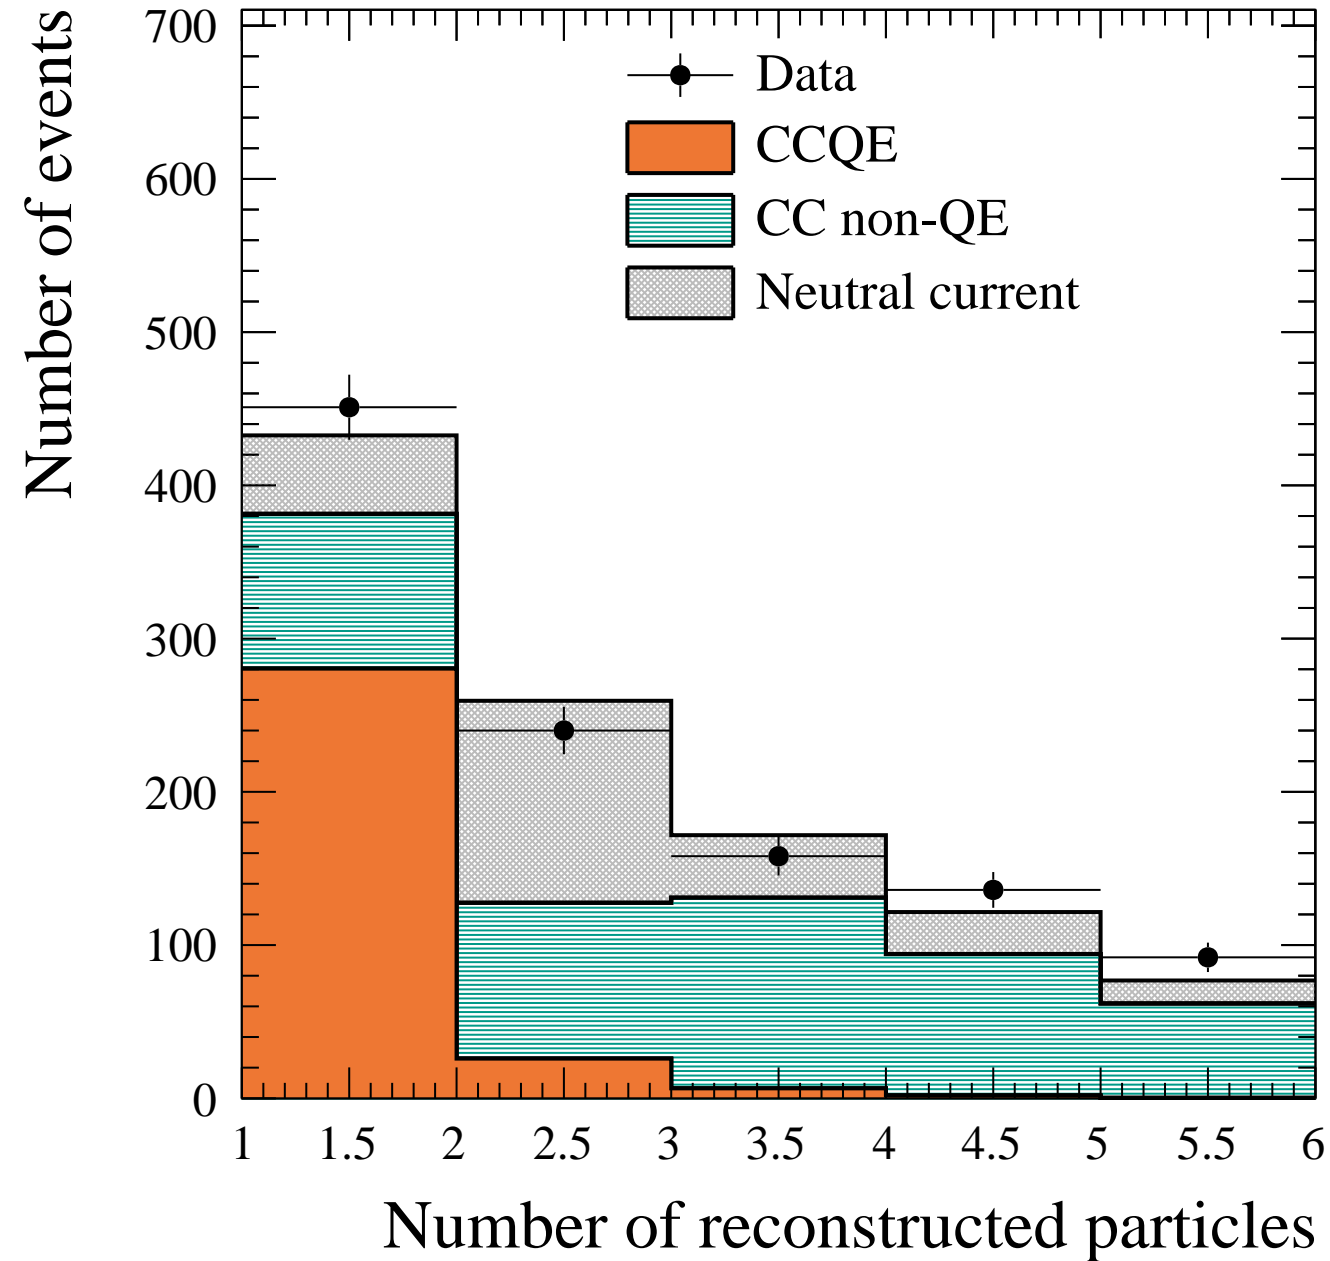 Number of events
700
600
500
400
300
200
100
0
Data
CCQE
CC non-QE
Neutral current
1 1.5 2 2.5 3 3.5 4 4.5 5 5.5 6
Number of reconstructed particles